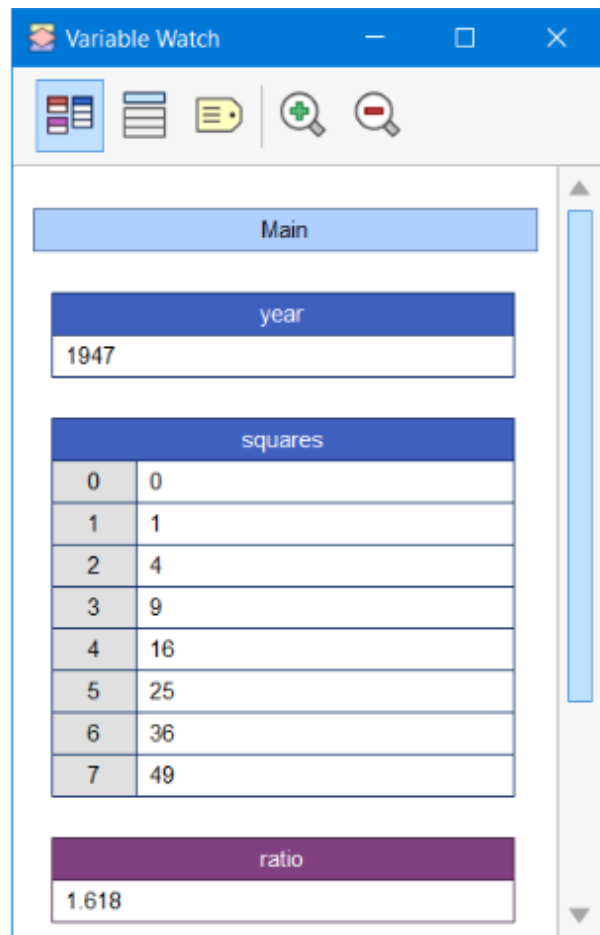 Variable Watch
Main
year
1947
squares
0 0
1 1
2 4
3 9
4 16
5 25
6 36
7 49
ratio
1.618